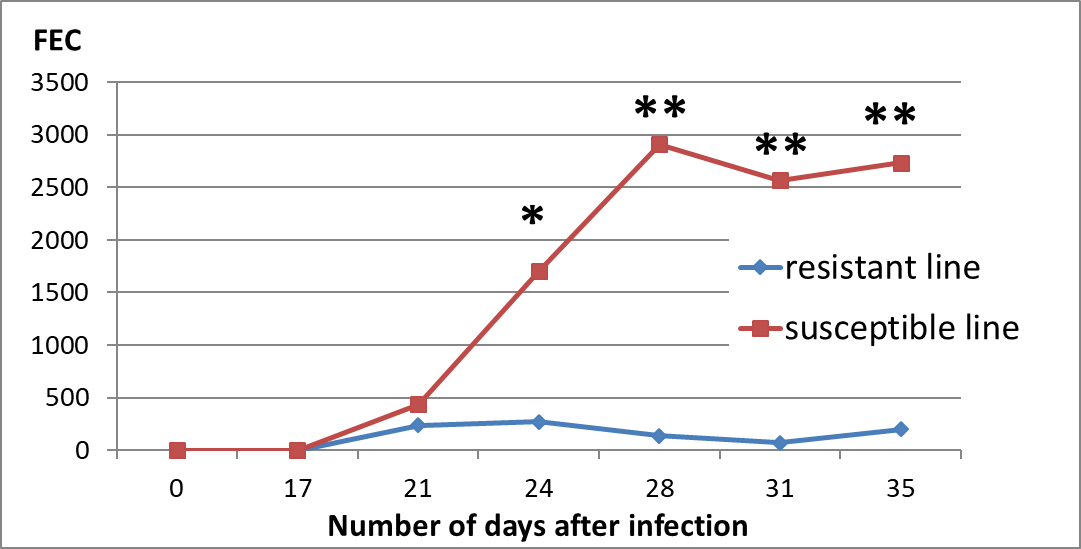 FEC
3500
3000
2500
2000
1500
1000
500
0
**
**
**
*
resistant line
susceptible line
0 17 21 24 28 31 35
Number of days after infection